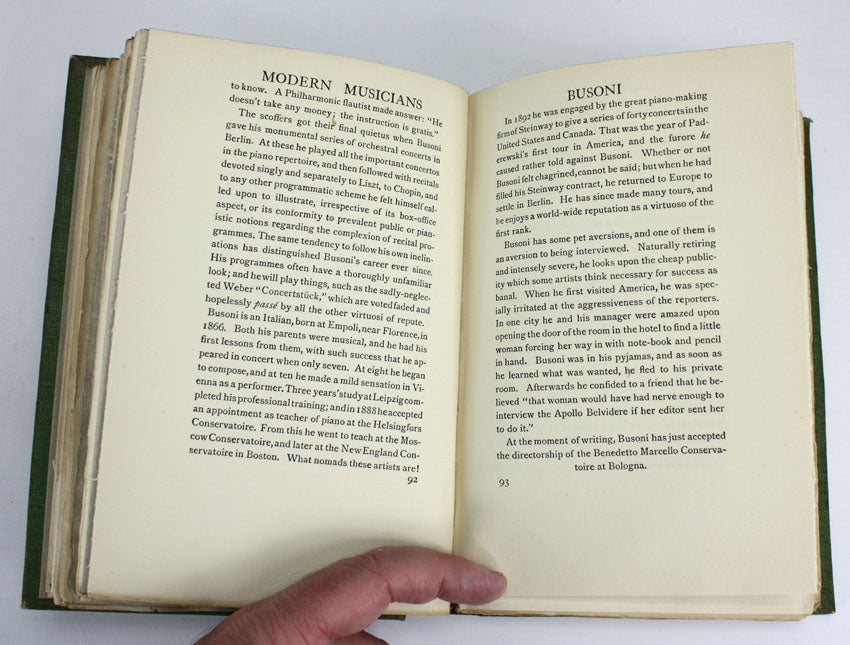 MODERN MUSICIANS
to know. A Philharmonic flautist made answer: "He
doesn't take any money; the instruction is gratis."
The scoffers got their final quietus when Busoni
gave his monumental series of orchestral concerts in
Berlin. At these he played all the important concertos
in the piano repertoire, and then followed with recitals
devoted singly and separately to Liszt, to Chopin, and
to any other programmatic scheme he felt himself cal-
led upon to illustrate, irrespective of its box-office
aspect, or its conformity to prevalent public or pian-
istic notions regarding the complexion of recital pro-
grammes. The same tendency to follow his own inclin-
ations has distinguished Busoni's career ever since.
His programmes often have a thoroughly unfamiliar
look; and he will play things, such as the sadly-neglec-
ted Weber "Concertstück," which are voted faded and
hopelessly passé by all the other virtuosi of repute.
Busoni is an Italian, born at Empoli, near Florence, in
1866. Both his parents were musical, and he had his
first lessons from them, with such success that he ap-
peared in concert when only seven. At eight he began
to compose, and at ten he made a mild sensation in Vi-
enna as a performer. Three years' study at Leipzig com-
pleted his professional training; and in 1888 he accepted
an appointment as teacher of piano at the Helsingfors
Conservatoire. From this he went to teach at the Mos-
cow Conservatoire, and later at the New England Con-
servatoire in Boston. What nomads these artists are!
92
BUSONI
In 1892 he was engaged by the great piano-making
firm of Steinway to give a series of forty concerts in the
United States and Canada. That was the year of Pad-
erewski's first tour in America, and the furore he
caused rather told against Busoni. Whether or not
Busoni felt chagrined, cannot be said; but when he had
filled his Steinway contract, he returned to Europe to
settle in Berlin. He has since made many tours, and
he enjoys a world-wide reputation as a virtuoso of the
first rank.
Busoni has some pet aversions, and one of them is
an aversion to being interviewed. Naturally retiring
and intensely severe, he looks upon the cheap public-
ity which some artists think necessary for success as
banal. When he first visited America, he was spec-
ially irritated at the aggressiveness of the reporters.
In one city he and his manager were amazed upon
opening the door of the room in the hotel to find a little
woman forcing her way in with note-book and pencil
in hand. Busoni was in his pyjamas, and as soon as
he learned what was wanted, he fled to his private
room. Afterwards he confided to a friend that he be-
lieved "that woman would have had nerve enough to
interview the Apollo Belvidere if her editor sent her
to do it."
At the moment of writing, Busoni has just accepted
the directorship of the Benedetto Marcello Conserva-
toire at Bologna.
93